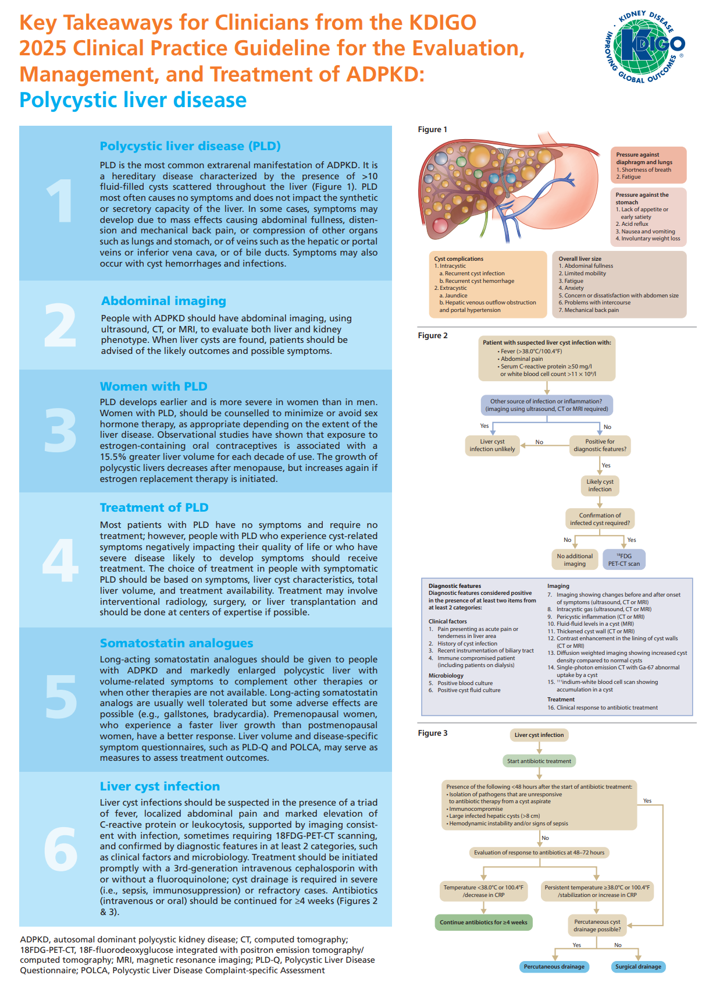 Key Takeaways for Clinicians from the KDIGO
2025 Clinical Practice Guideline for the Evaluation,
Management, and Treatment of ADPKD:
Polycystic liver disease
KIDNEY DISEASE
IMPROVING GLOBAL OUTCOMES
KDIGO
®
1
Polycystic liver disease (PLD)
PLD is the most common extrarenal manifestation of ADPKD. It is
a hereditary disease characterized by the presence of >10
fluid-filled cysts scattered throughout the liver (Figure 1). PLD
most often causes no symptoms and does not impact the synthetic
or secretory capacity of the liver. In some cases, symptoms may
develop due to mass effects causing abdominal fullness, disten-
sion and mechanical back pain, or compression of other organs
such as lungs and stomach, or of veins such as the hepatic or portal
veins or inferior vena cava, or of bile ducts. Symptoms may also
occur with cyst hemorrhages and infections.
2
Abdominal imaging
People with ADPKD should have abdominal imaging, using
ultrasound, CT, or MRI, to evaluate both liver and kidney
phenotype. When liver cysts are found, patients should be
advised of the likely outcomes and possible symptoms.
3
Women with PLD
PLD develops earlier and is more severe in women than in men.
Women with PLD, should be counselled to minimize or avoid sex
hormone therapy, as appropriate depending on the extent of the
liver disease. Observational studies have shown that exposure to
estrogen-containing oral contraceptives is associated with a
15.5% greater liver volume for each decade of use. The growth of
polycystic livers decreases after menopause, but increases again if
estrogen replacement therapy is initiated.
4
Treatment of PLD
Most patients with PLD have no symptoms and require no
treatment; however, people with PLD who experience cyst-related
symptoms negatively impacting their quality of life or who have
severe disease likely to develop symptoms should receive
treatment. The choice of treatment in people with symptomatic
PLD should be based on symptoms, liver cyst characteristics, total
liver volume, and treatment availability. Treatment may involve
interventional radiology, surgery, or liver transplantation and
should be done at centers of expertise if possible.
5
Somatostatin analogues
Long-acting somatostatin analogues should be given to people
with ADPKD and markedly enlarged polycystic liver with
volume-related symptoms to complement other therapies or
when other therapies are not available. Long-acting somatostatin
analogs are usually well tolerated but some adverse effects are
possible (e.g., gallstones, bradycardia). Premenopausal women,
who experience a faster liver growth than postmenopausal
women, have a better response. Liver volume and disease-specific
symptom questionnaires, such as PLD-Q and POLCA, may serve as
measures to assess treatment outcomes.
6
Liver cyst infection
Liver cyst infections should be suspected in the presence of a triad
of fever, localized abdominal pain and marked elevation of
C-reactive protein or leukocytosis, supported by imaging consist-
ent with infection, sometimes requiring 18FDG-PET-CT scanning,
and confirmed by diagnostic features in at least 2 categories, such
as clinical factors and microbiology. Treatment should be initiated
promptly with a 3rd-generation intravenous cephalosporin with
or without a fluoroquinolone; cyst drainage is required in severe
(i.e., sepsis, immunosuppression) or refractory cases. Antibiotics
(intravenous or oral) should be continued for ≥4 weeks (Figures 2
& 3).
ADPKD, autosomal dominant polycystic kidney disease; CT, computed tomography;
18FDG-PET-CT, 18F-fluorodeoxyglucose integrated with positron emission tomography/
computed tomography; MRI, magnetic resonance imaging; PLD-Q, Polycystic Liver Disease
Questionnaire; POLCA, Polycystic Liver Disease Complaint-specific Assessment
Figure 1
Pressure against
diaphragm and lungs
1. Shortness of breath
2. Fatigue
Pressure against the
stomach
1. Lack of appetite or
early satiety
2. Acid reflux
3. Nausea and vomiting
4. Involuntary weight loss
Cyst complications
1. Intracystic
a. Recurrent cyst infection
b. Recurrent cyst hemorrhage
2. Extracystic
a. Jaundice
b. Hepatic venous outflow obstruction
and portal hypertension
Overall liver size
1. Abdominal fullness
2. Limited mobility
3. Fatigue
4. Anxiety
5. Concern or dissatisfaction with abdomen size
6. Problems with intercourse
7. Mechanical back pain
Figure 2
Patient with suspected liver cyst infection with:
• Fever (>38.0°C/100.4°F)
• Abdominal pain
• Serum C-reactive protein ≥50 mg/l
or white blood cell count >11 × 10⁹/l
Other source of infection or inflammation?
(imaging using ultrasound, CT or MRI required)
Yes
No
Liver cyst
infection unlikely
No
Positive for
diagnostic features?
Yes
Likely cyst
infection
Confirmation of
infected cyst required?
No
Yes
No additional
imaging
¹⁸FDG
PET-CT scan
Diagnostic features
Diagnostic features considered positive
in the presence of at least two items from
at least 2 categories:
Clinical factors
1. Pain presenting as acute pain or
tenderness in liver area
2. History of cyst infection
3. Recent instrumentation of biliary tract
4. Immune compromised patient
(including patients on dialysis)
Microbiology
5. Positive blood culture
6. Positive cyst fluid culture
Imaging
7. Imaging showing changes before and after onset
of symptoms (ultrasound, CT or MRI)
8. Intracystic gas (ultrasound, CT or MRI)
9. Pericystic inflammation (CT or MRI)
10. Fluid-fluid levels in a cyst (MRI)
11. Thickened cyst wall (CT or MRI)
12. Contrast enhancement in the lining of cyst walls
(CT or MRI)
13. Diffusion weighted imaging showing increased cyst
density compared to normal cysts
14. Single-photon emission CT with Ga-67 abnormal
uptake by a cyst
15. ¹¹¹indium-white blood cell scan showing
accumulation in a cyst
Treatment
16. Clinical response to antibiotic treatment
Figure 3
Liver cyst infection
Start antibiotic treatment
Presence of the following <48 hours after the start of antibiotic treatment:
• Isolation of pathogens that are unresponsive
to antibiotic therapy from a cyst aspirate
• Immunocompromise
• Large infected hepatic cysts (>8 cm)
• Hemodynamic instability and/or signs of sepsis
Yes
No
Evaluation of response to antibiotics at 48–72 hours
Temperature <38.0°C or 100.4°F
/decrease in CRP
Persistent temperature ≥38.0°C or 100.4°F
/stabilization or increase in CRP
Continue antibiotics for ≥4 weeks
Percutaneous cyst
drainage possible?
Yes
No
Percutaneous drainage
Surgical drainage